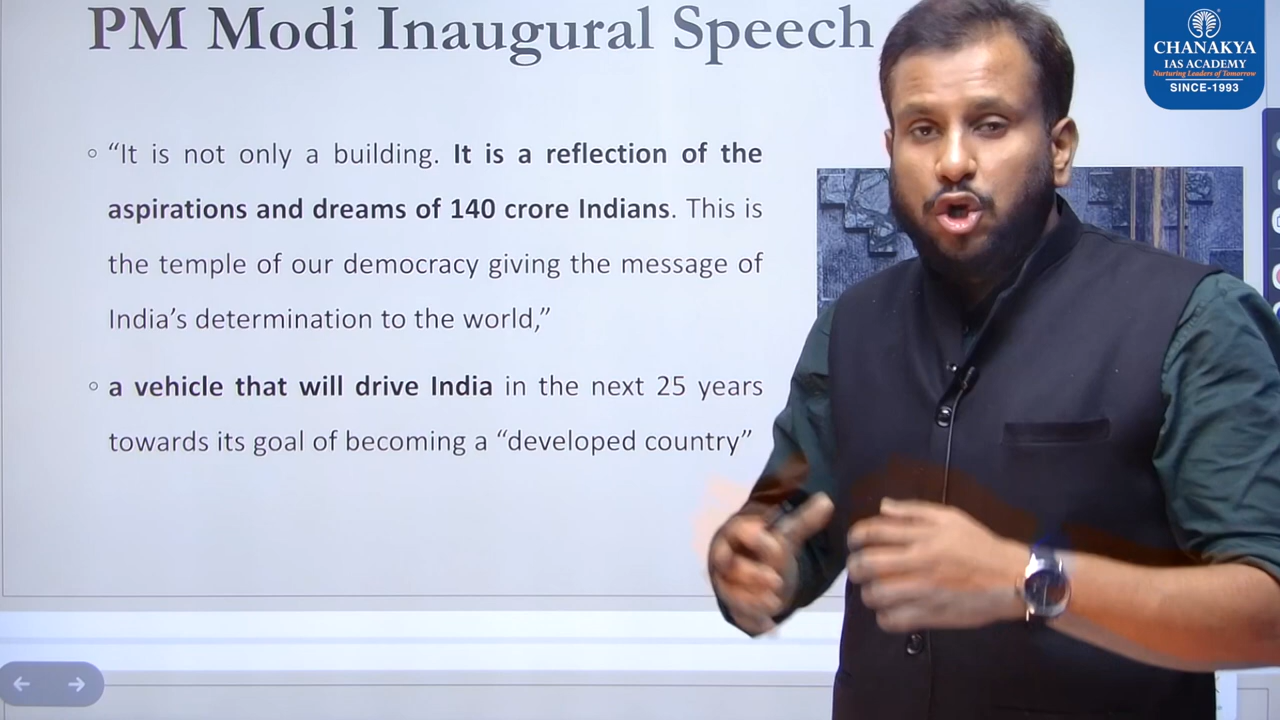 PM Modi Inaugural Speech
CHANAKYA
IAS ACADEMY
Nurturing Leaders of Tomorrow
SINCE-1993
“It is not only a building. It is a reflection of the
aspirations and dreams of 140 crore Indians. This is
the temple of our democracy giving the message of
India’s determination to the world,”
a vehicle that will drive India in the next 25 years
towards its goal of becoming a “developed country”